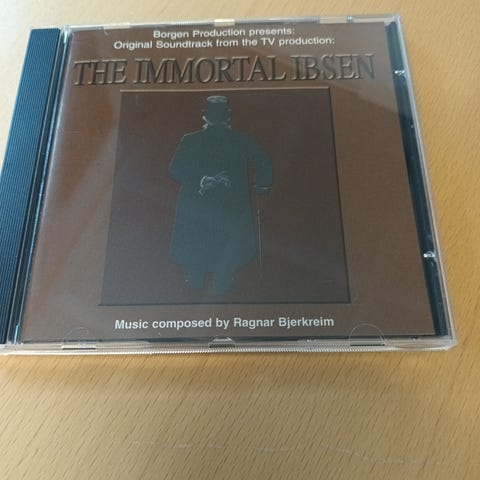 Borgen Production presents:
Original Soundtrack from the TV production:
THE IMMORTAL IBSEN
Music composed by Ragnar Bjerkreim